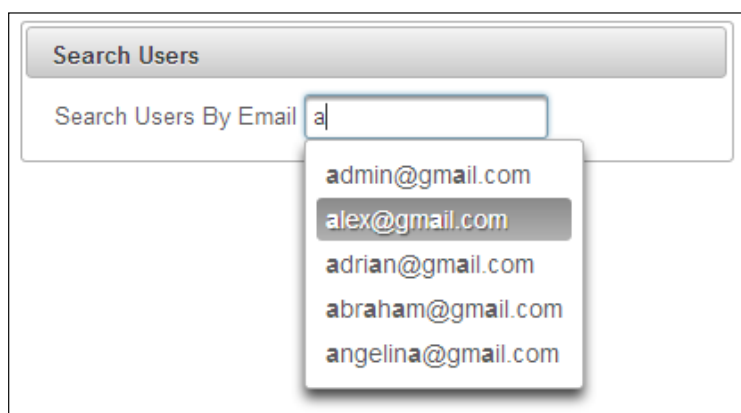 Search Users
Search Users By Email a
admin@gmail.com
alex@gmail.com
adrian@gmail.com
abraham@gmail.com
angelina@gmail.com